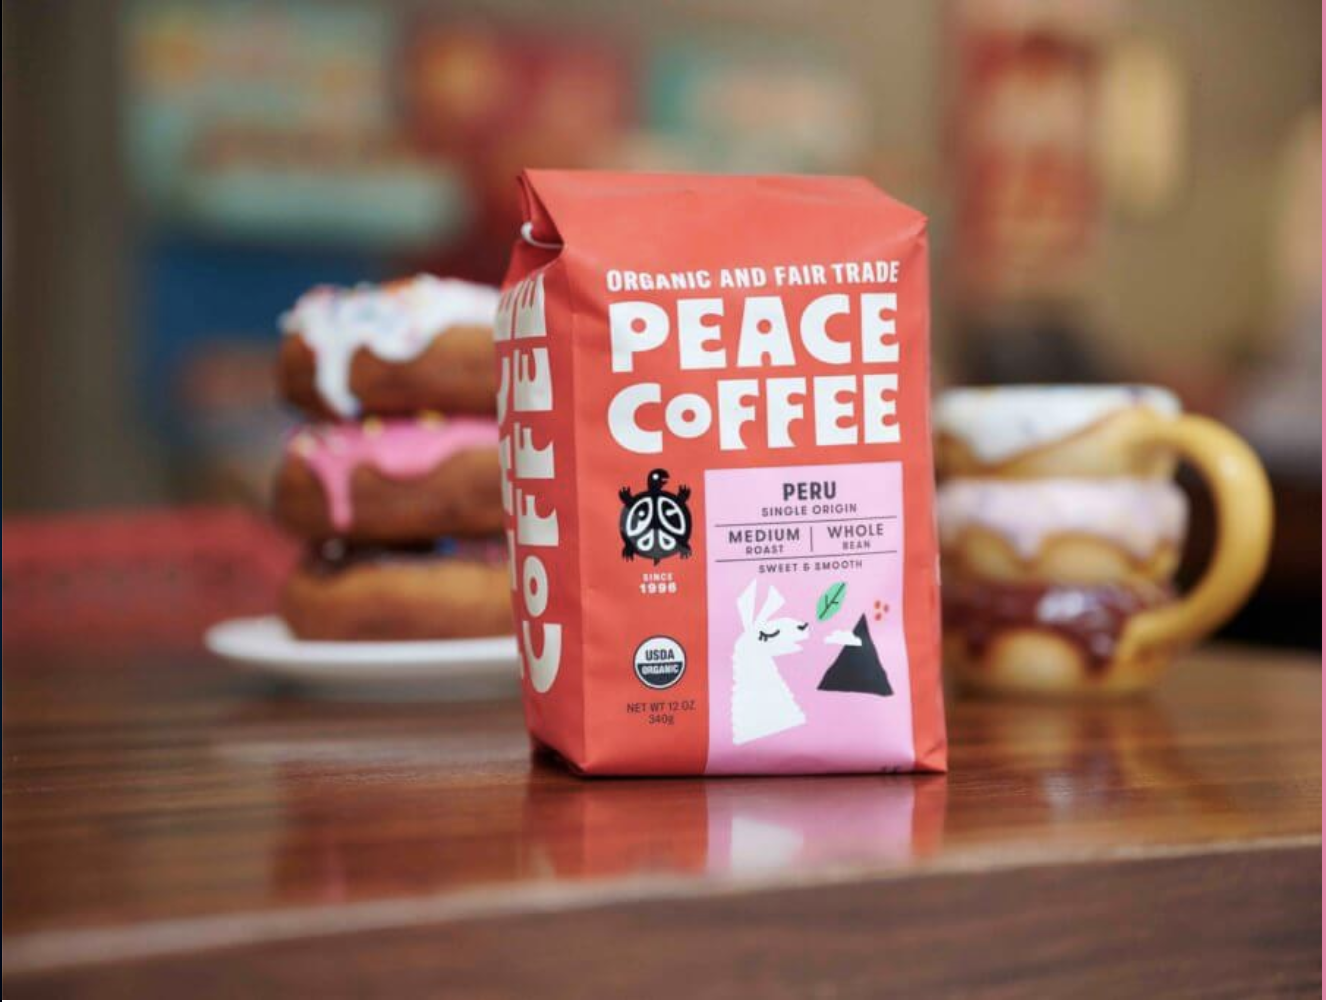 ORGANIC AND FAIR TRADE
PEACE
COFFEE
PERU
SINGLE ORIGIN
MEDIUM ROAST
WHOLE BEAN
SWEET & SMOOTH
SINCE
1996
USDA
ORGANIC
NET WT 12 OZ.
340g
COFFEE